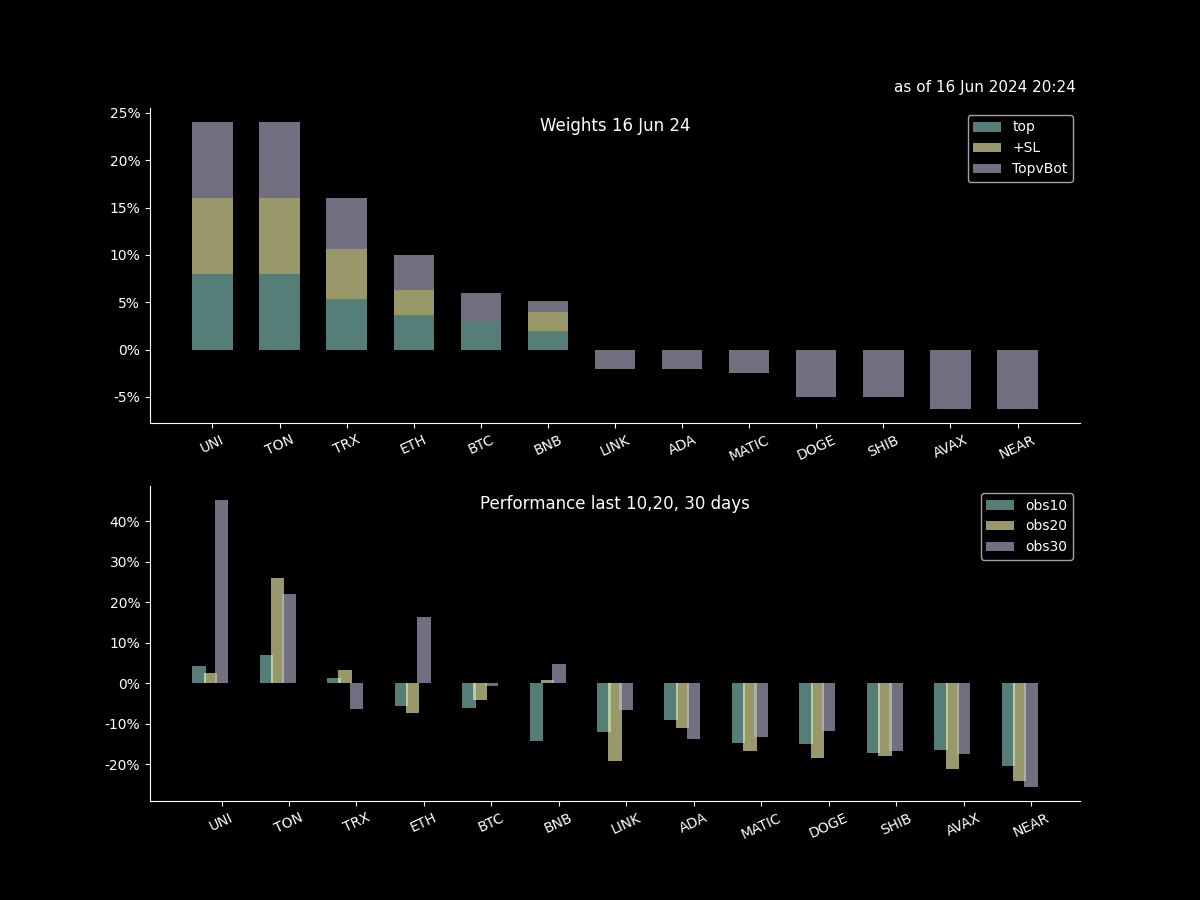 as of 16 Jun 2024 20:24
Weights 16 Jun 24
25%
20%
15%
10%
5%
0%
-5%
top
+SL
TopvBot
UNI TON TRX ETH BTC BNB LINK ADA MATIC DOGE SHIB AVAX NEAR
Performance last 10,20, 30 days
40%
30%
20%
10%
0%
-10%
-20%
obs10
obs20
obs30
UNI TON TRX ETH BTC BNB LINK ADA MATIC DOGE SHIB AVAX NEAR